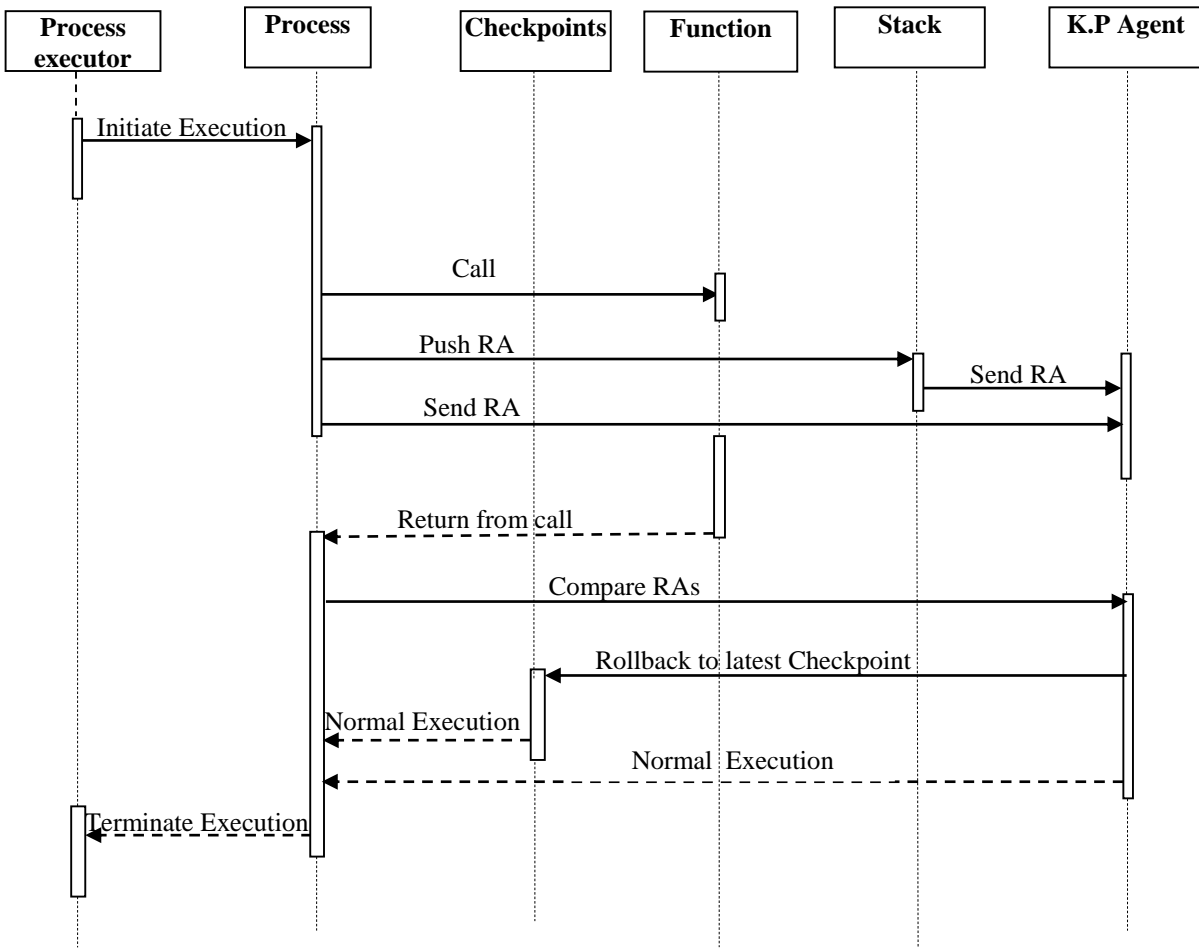 Process
executor
Process
Checkpoints
Function
Stack
K.P Agent
Initiate Execution
Call
Push RA
Send RA
Send RA
Return from call
Compare RAs
Rollback to latest Checkpoint
Normal Execution
Normal Execution
Terminate Execution